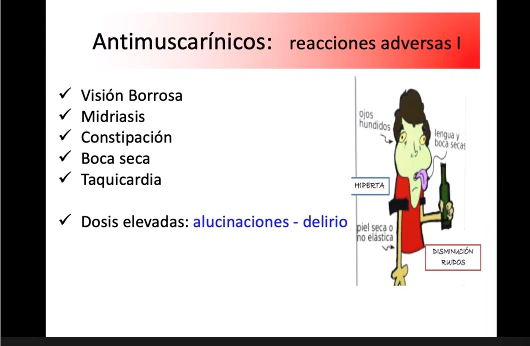 Antimuscarínicos: reacciones adversas I
✓ Visión Borrosa
✓ Midriasis
✓ Constipación
✓ Boca seca
✓ Taquicardia
✓ Dosis elevadas: alucinaciones - delirio
ojos
hundidos
lengua y
boca secas
HIPERTA
piel seca o
no elástica
DISMINUCIÓN
RUIDOS